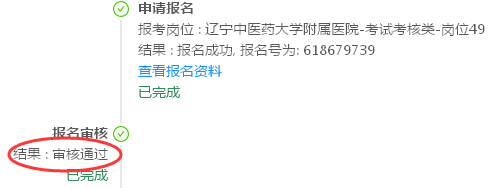 申请报名
报考岗位 : 辽宁中医药大学附属医院-考试考核类-岗位49
结果 : 报名成功, 报名号为: 618679739
查看报名资料
已完成
报名审核
结果 : 审核通过
已完成